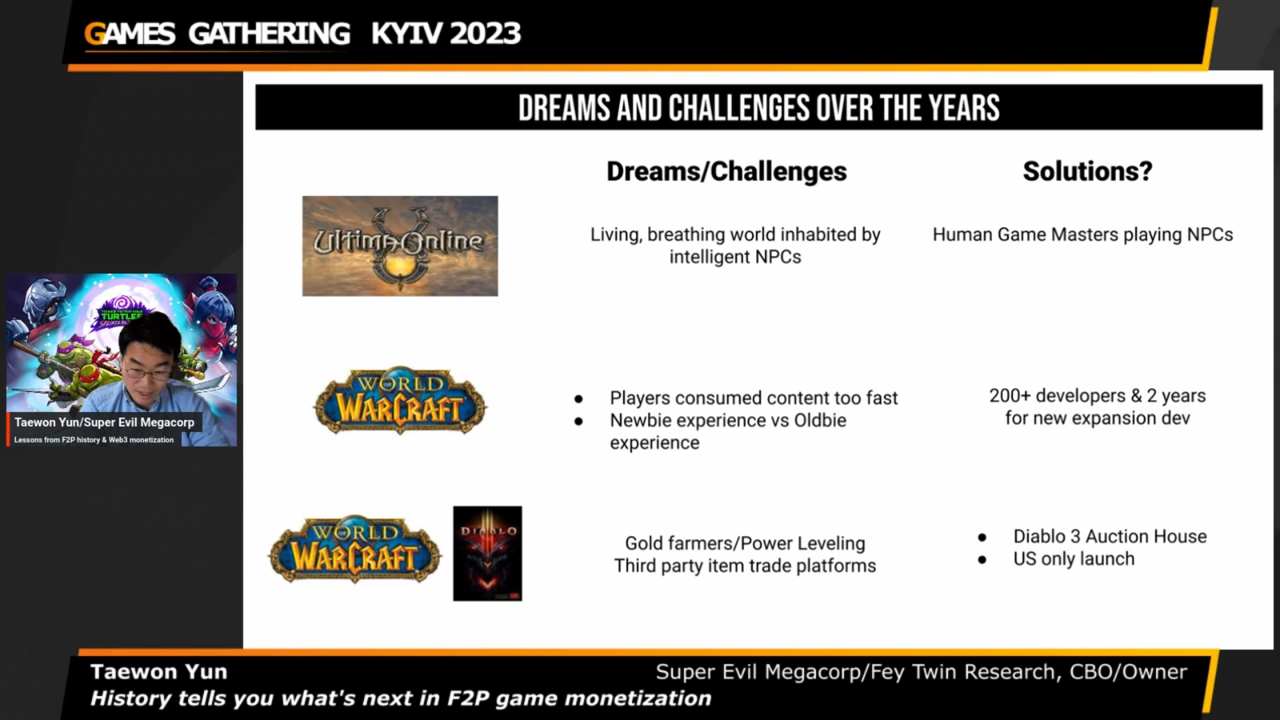 GAMES GATHERING KYIV 2023
DREAMS AND CHALLENGES OVER THE YEARS
Dreams/Challenges
Solutions?
Ultima Online
Living, breathing world inhabited by
intelligent NPCs
Human Game Masters playing NPCs
WORLD
WARCRAFT
● Players consumed content too fast
● Newbie experience vs Oldbie
experience
200+ developers & 2 years
for new expansion dev
WORLD
WARCRAFT
DIABLO
Gold farmers/Power Leveling
Third party item trade platforms
● Diablo 3 Auction House
● US only launch
TURTLES
Taewon Yun/Super Evil Megacorp
Lessons from F2P history & Web3 monetization
Taewon Yun
Super Evil Megacorp/Fey Twin Research, CBO/Owner
History tells you what's next in F2P game monetization